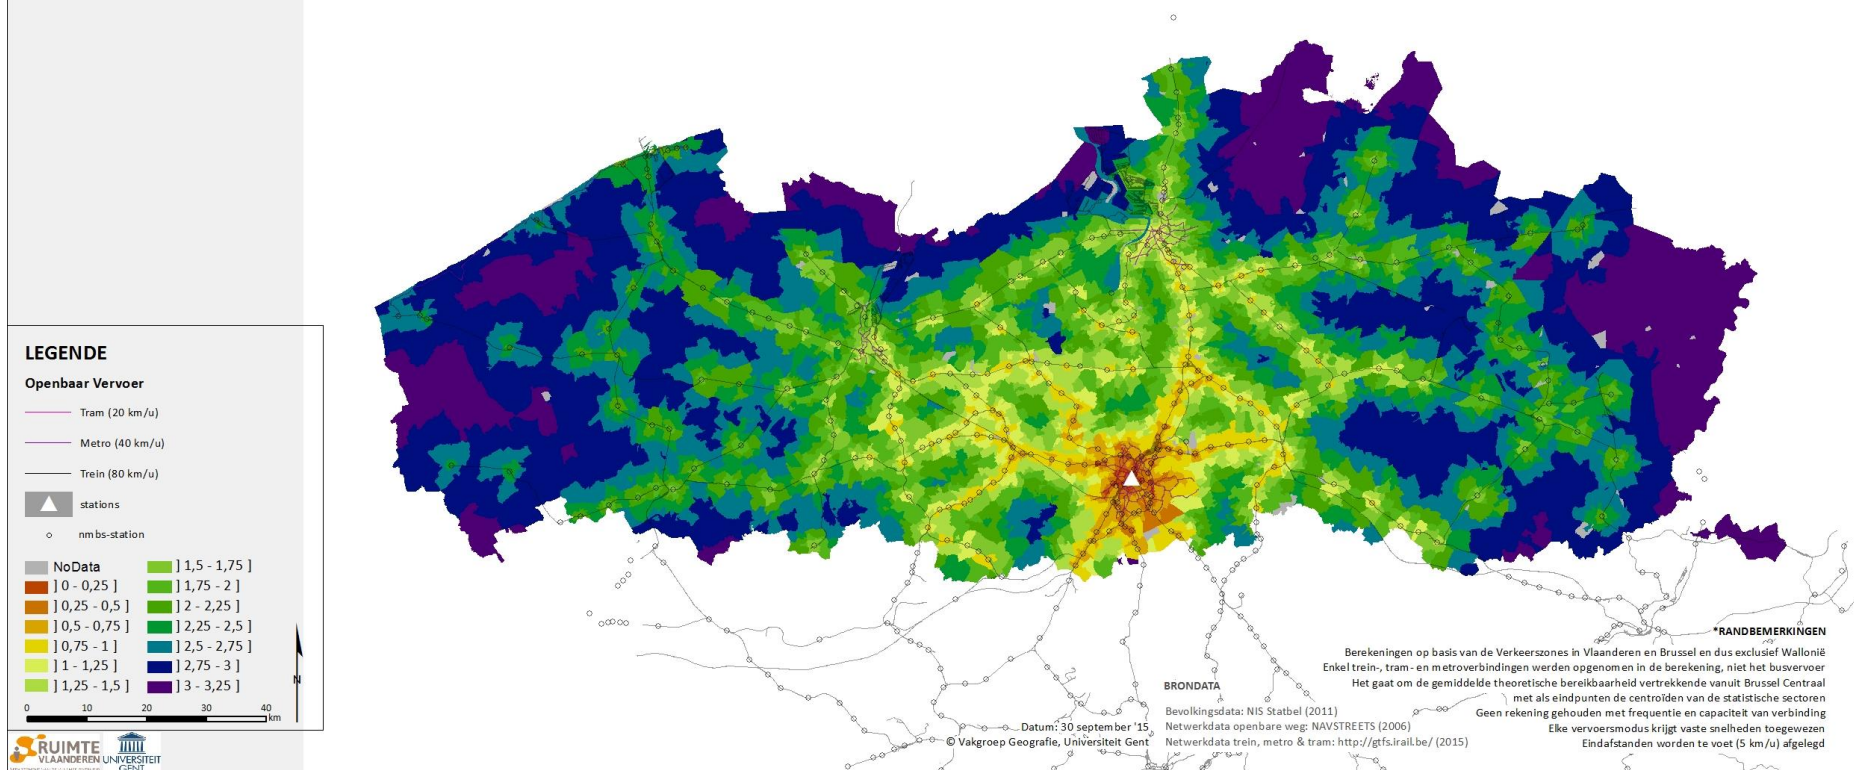 LEGENDE
Openbaar Vervoer
Tram (20 km/u)
Metro (40 km/u)
Trein (80 km/u)
stations
nmbs-station
NoData
] 0 - 0,25 ]
] 0,25 - 0,5 ]
] 0,5 - 0,75 ]
] 0,75 - 1 ]
] 1 - 1,25 ]
] 1,25 - 1,5 ]
] 1,5 - 1,75 ]
] 1,75 - 2 ]
] 2 - 2,25 ]
] 2,25 - 2,5 ]
] 2,5 - 2,75 ]
] 2,75 - 3 ]
] 3 - 3,25 ]
N
0 10 20 30 40
km
RUIMTE
VLAANDEREN
UNIVERSITEIT
GENT
Datum: 30 september '15
© Vakgroep Geografie, Universiteit Gent
BRONDATA
Bevolkingsdata: NIS Statbel (2011)
Netwerkdata openbare weg: NAVSTREETS (2006)
Netwerkdata trein, metro & tram: http://gtfs.irail.be/ (2015)
*RANDBEMERKINGEN
Berekeningen op basis van de Verkeerszones in Vlaanderen en Brussel en dus exclusief Wallonië
Enkel trein-, tram- en metroverbindingen werden opgenomen in de berekening, niet het busvervoer
Het gaat om de gemiddelde theoretische bereikbaarheid vertrekkende vanuit Brussel Centraal
met als eindpunten de centroïden van de statistische sectoren
Geen rekening gehouden met frequentie en capaciteit van verbinding
Elke vervoersmodus krijgt vaste snelheden toegewezen
Eindafstanden worden te voet (5 km/u) afgelegd